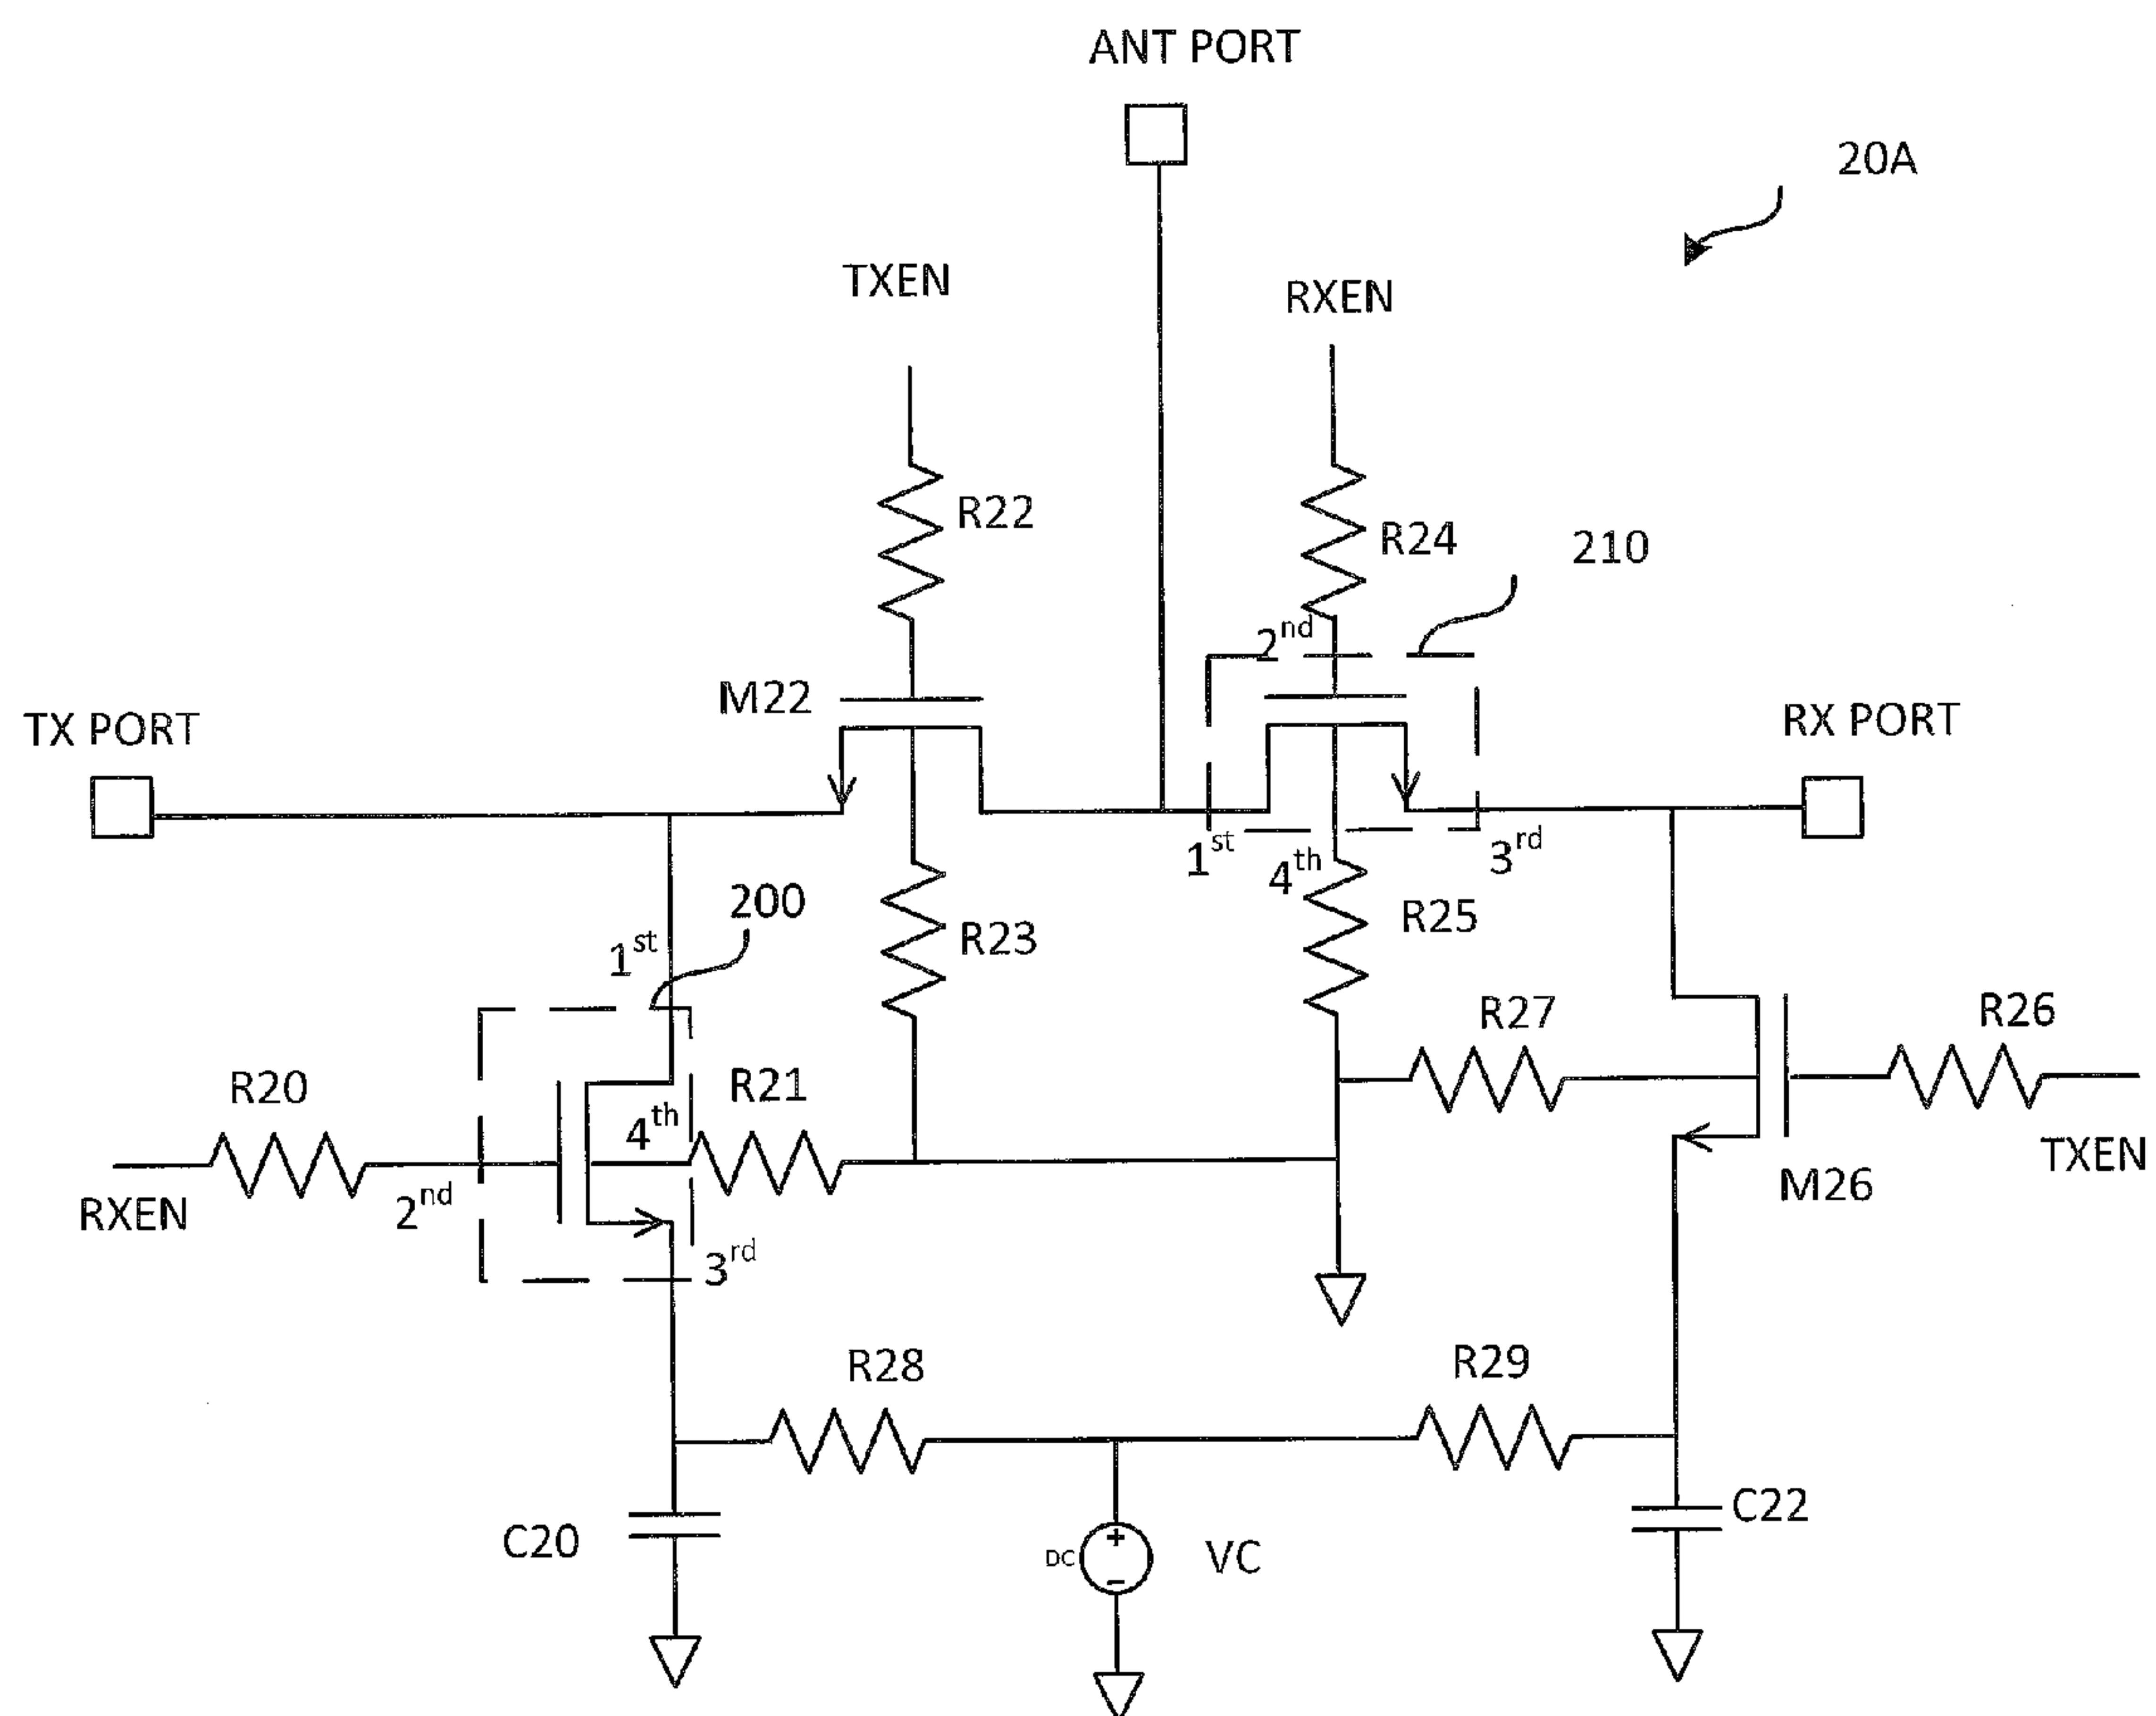 ANT PORT
20A
TXEN
RXEN
R22
R24
210
2nd
M22
TX PORT
RX PORT
1st
4th
3rd
200
R23
R25
1st
R27
R26
R20
R21
4th
TXEN
RXEN
2nd
M26
3rd
R28
R29
C20
DC
+
-
VC
C22